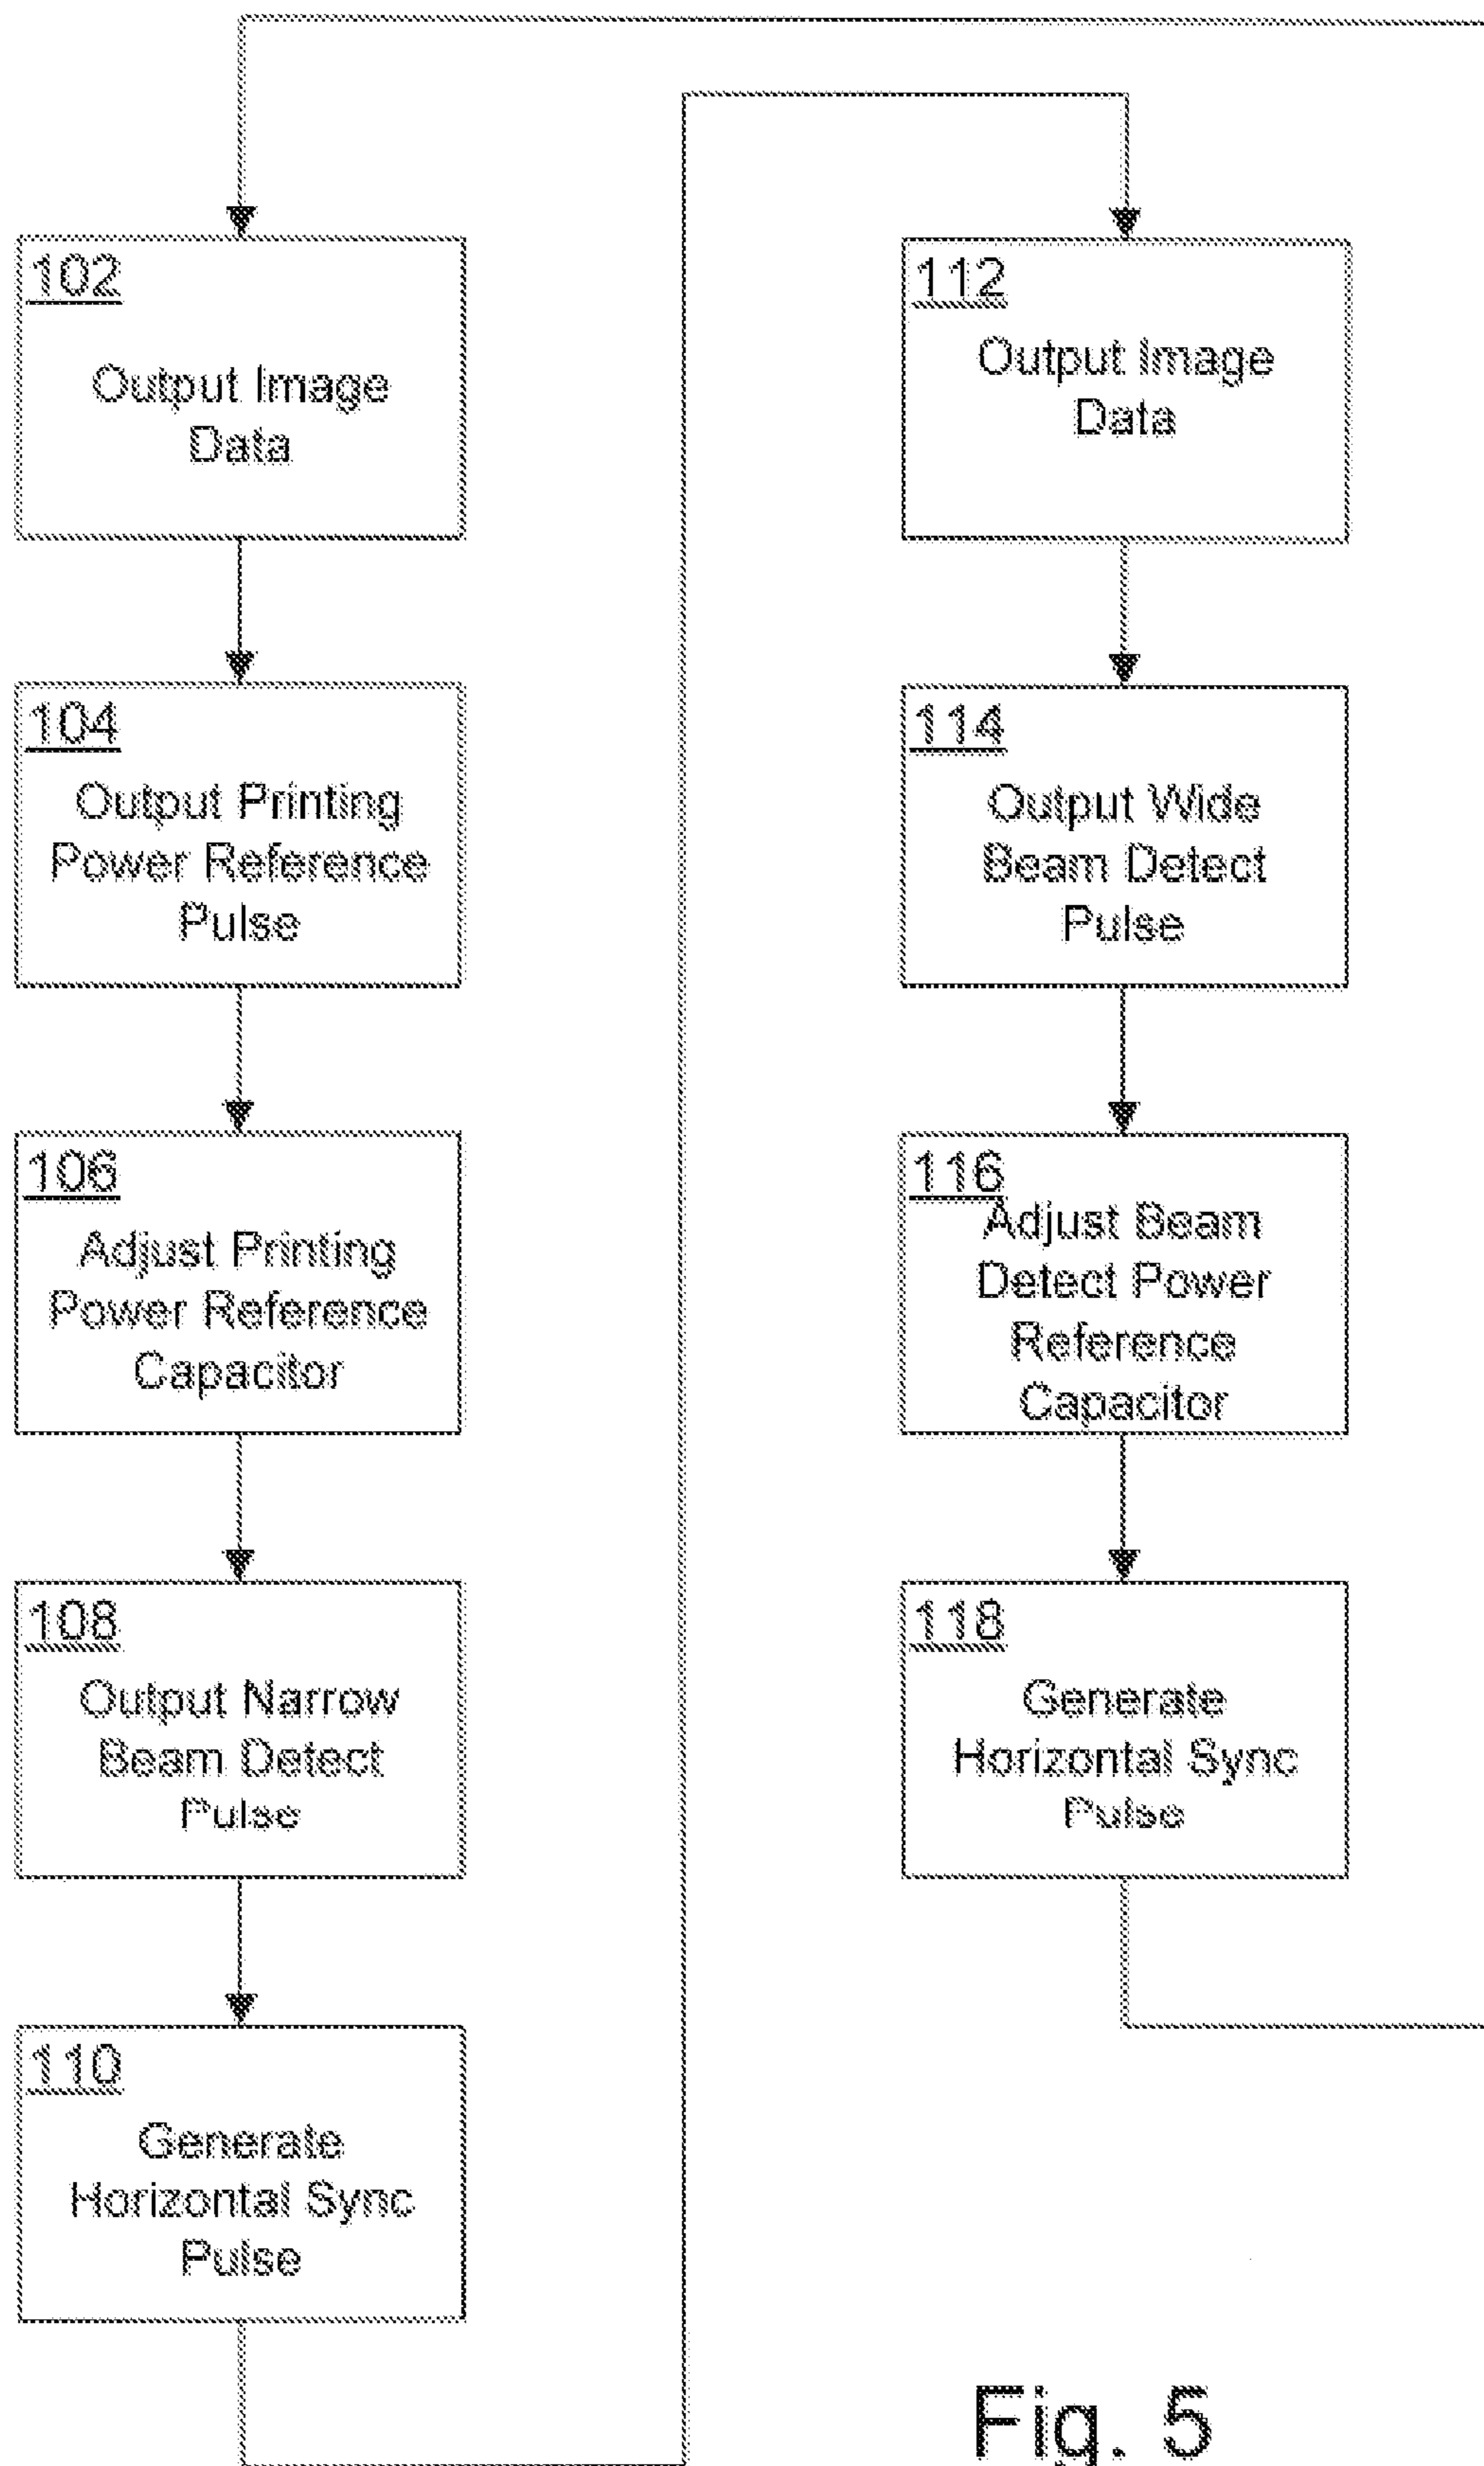 102
Output Image
Data
104
Output Printing
Power Reference
Pulse
106
Adjust Printing
Power Reference
Capacitor
108
Output Narrow
Beam Detect
Pulse
110
Generate
Horizontal Sync
Pulse
112
Output Image
Data
114
Output Wide
Beam Detect
Pulse
116
Adjust Beam
Detect Power
Reference
Capacitor
118
Generate
Horizontal Sync
Pulse
Fig. 5